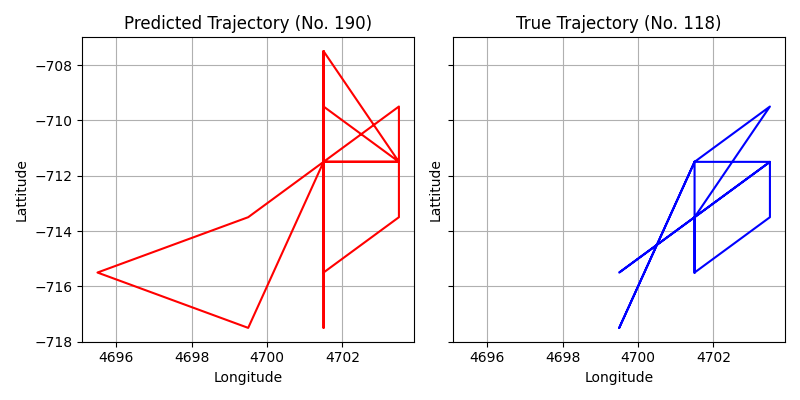 Predicted Trajectory (No. 190)
True Trajectory (No. 118)
Lattitude
−708
−710
−712
−714
−716
−718
4696
4698
4700
4702
Longitude
Lattitude
4696
4698
4700
4702
Longitude